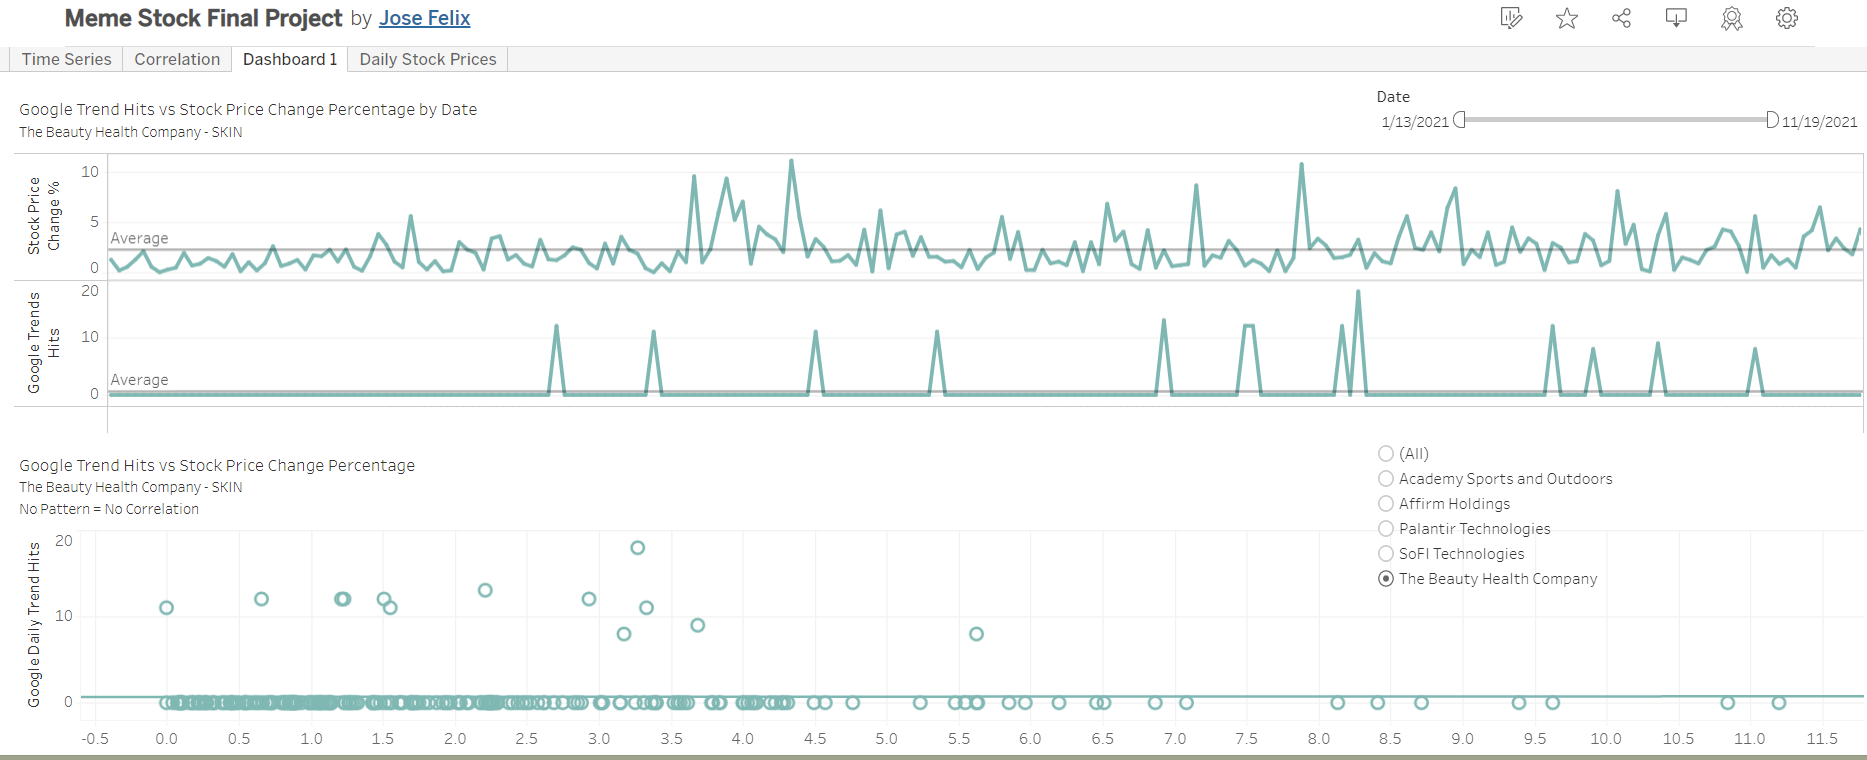 Meme Stock Final Project by Jose Felix
Time Series
Correlation
Dashboard 1
Daily Stock Prices
Google Trend Hits vs Stock Price Change Percentage by Date
The Beauty Health Company - SKIN
Date
1/13/2021
11/19/2021
Stock Price
Change %
10
5
0
Average
Google Trends
Hits
20
10
0
Average
Google Trend Hits vs Stock Price Change Percentage
The Beauty Health Company - SKIN
No Pattern = No Correlation
(All)
Academy Sports and Outdoors
Affirm Holdings
Palantir Technologies
SoFI Technologies
The Beauty Health Company
Google Daily Trend Hits
20
10
0
-0.5 0.0 0.5 1.0 1.5 2.0 2.5 3.0 3.5 4.0 4.5 5.0 5.5 6.0 6.5 7.0 7.5 8.0 8.5 9.0 9.5 10.0 10.5 11.0 11.5